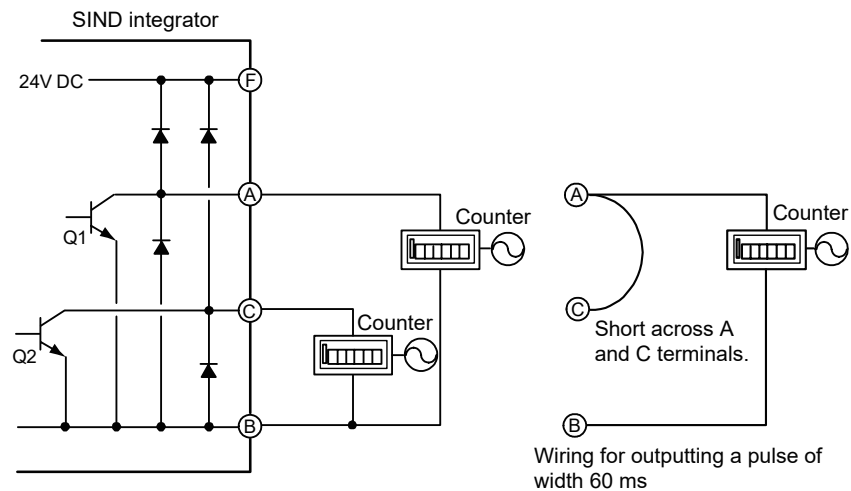 SIND integrator
24V DC
F
A
Q1
Counter
C
Q2
Counter
B
A
Counter
C
Short across A
and C terminals.
B
Wiring for outputting a pulse of
width 60 ms